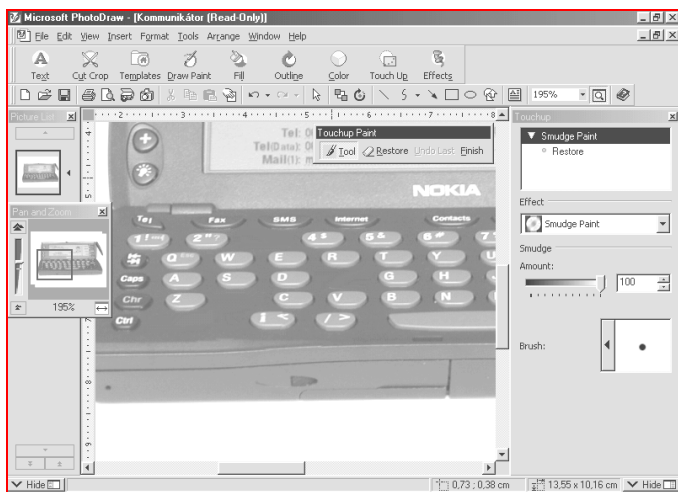 Microsoft PhotoDraw - [Kommunikátor (Read-Only)]
File Edit View Insert Format Tools Arrange Window Help
Text Cut Crop Templates Draw Paint Fill Outline Color Touch Up Effects
195%
Picture List
Touchup
Touchup Paint
Tool Restore Undo Last Finish
Smudge Paint
Restore
Tel:
Tel(Data):
Mail(1):
NOKIA
Effect
Smudge Paint
Smudge
Amount:
100
Brush:
Pan and Zoom
195%
Tel Fax SMS Internet Contacts
Q W E R T Y U
Caps A S D G H
Chr Z C V B N
Ctrl
Hide 0,73 ; 0,38 cm 13,55 x 10,16 cm Hide